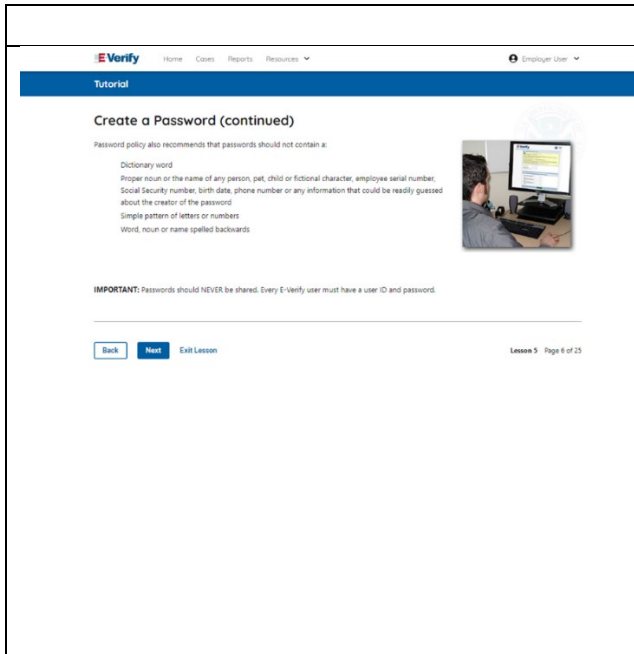 E-Verify Home Cases Reports Resources Employer User
Tutorial
Create a Password (continued)
Password policy also recommends that passwords should not contain a:
Dictionary word
Proper noun or the name of any person, pet, child or fictional character, employee serial number,
Social Security number, birth date, phone number or any information that could be readily guessed
about the creator of the password
Simple pattern of letters or numbers
Word, noun or name spelled backwards
IMPORTANT: Passwords should NEVER be shared. Every E-Verify user must have a user ID and password.
Back Next Exit Lesson Lesson 5 Page 6 of 25